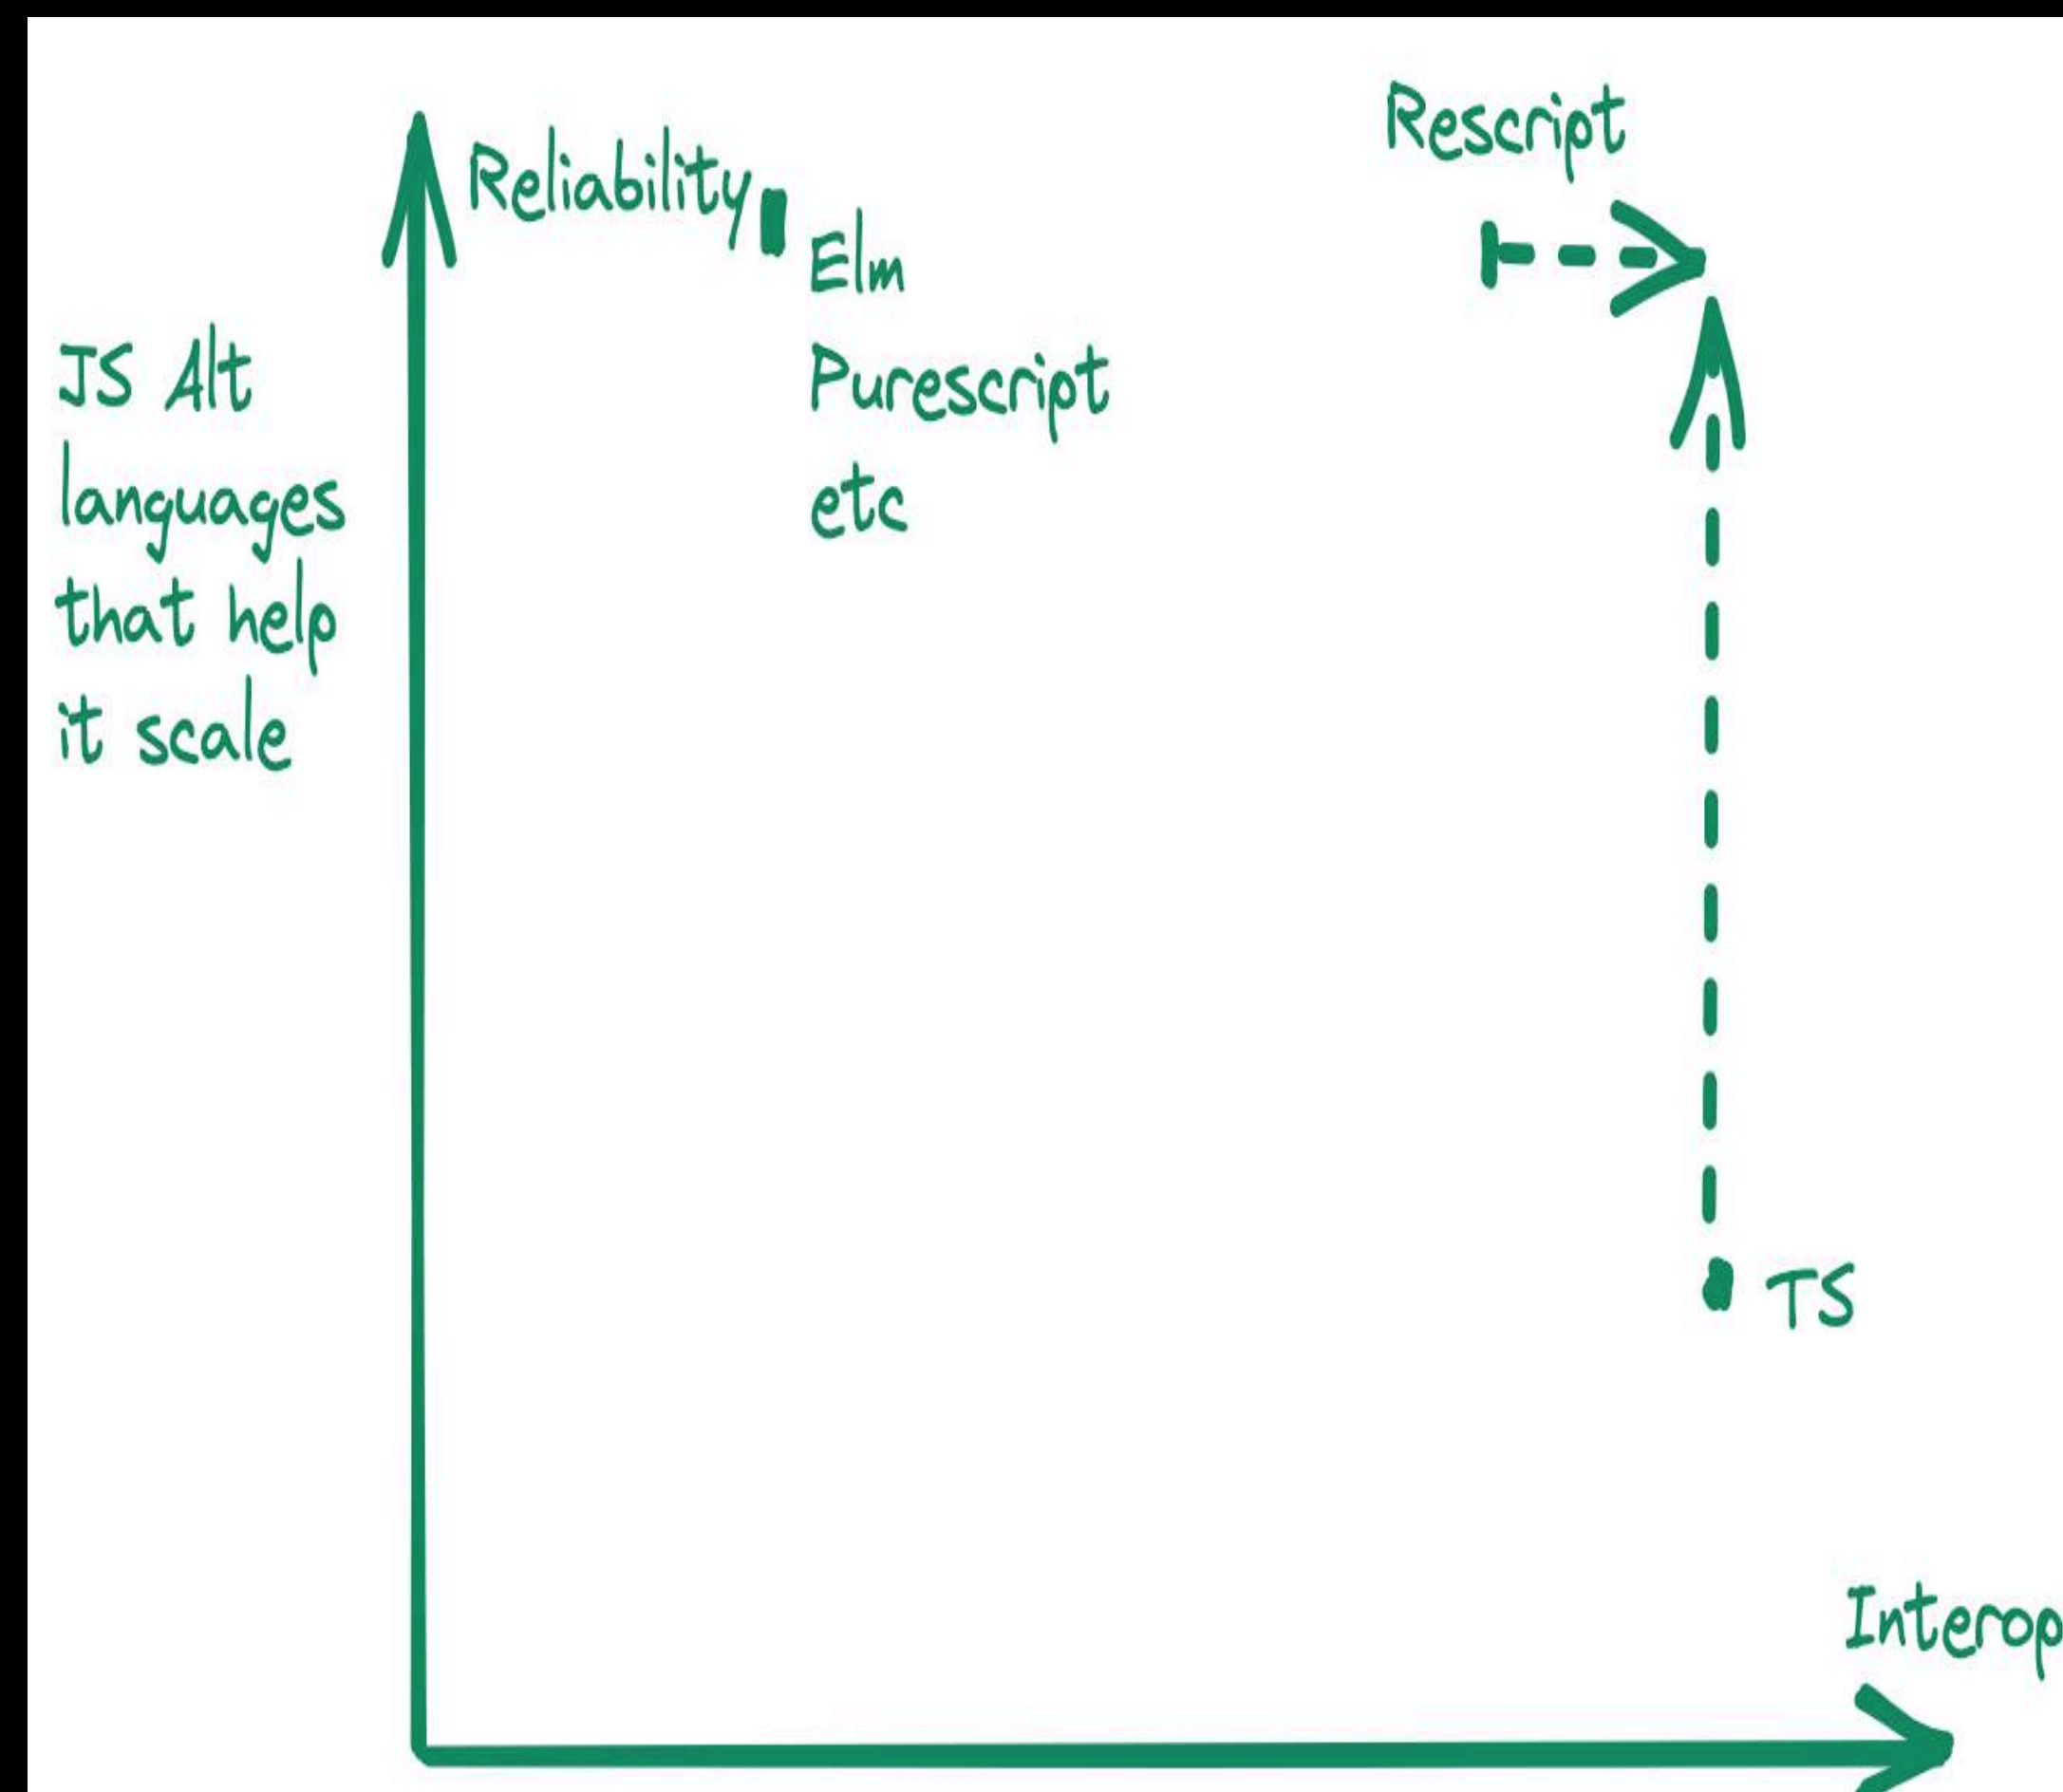 Rescript
Reliability
Elm
Purescript
etc
JS Alt
languages
that help
it scale
TS
Interop